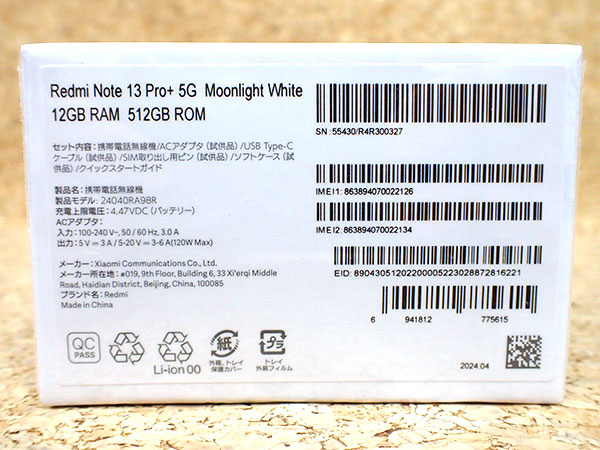 Redmi Note 13 Pro+ 5G Moonlight White
12GB RAM 512GB ROM
セット内容：携帯電話無線機/ACアダプタ（試供品）/USB Type-C
ケーブル（試供品）/SIM取り出し用ピン（試供品）/ソフトケース（試供
品）/クイックスタートガイド
製品名：携帯電話無線機
製品モデル：24040RA98R
充電上限電圧：4.47VDC（バッテリー）
ACアダプタ：
入力：100-240V~, 50 / 60 Hz, 3.0 A
出力：5 V⎓3 A / 5-20 V⎓3-6 A(120W Max)
メーカー：Xiaomi Communications Co., Ltd.
メーカー所在地：#019, 9th Floor, Building 6, 33 Xi'erqi Middle
Road, Haidian District, Beijing, China, 100085
ブランド名：Redmi
Made in China
SN : 55430/R4R300327
IMEI1: 863894070022126
IMEI2: 863894070022134
EID: 89043051202200005223028872816221
6 941812 775615
QC
PASS
Li-ion 00
紙
外箱、トレイ
保護カバー
プラ
トレイ
外装フィルム
2024.04